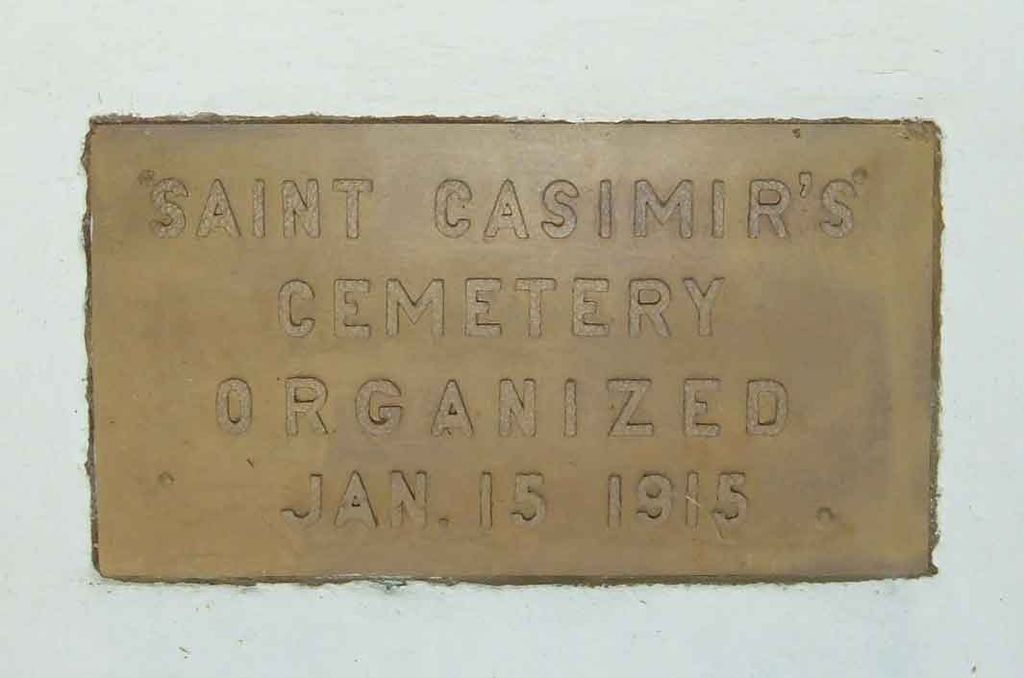 SAINT CASIMIR'S
CEMETERY
ORGANIZED
JAN. 15 1915